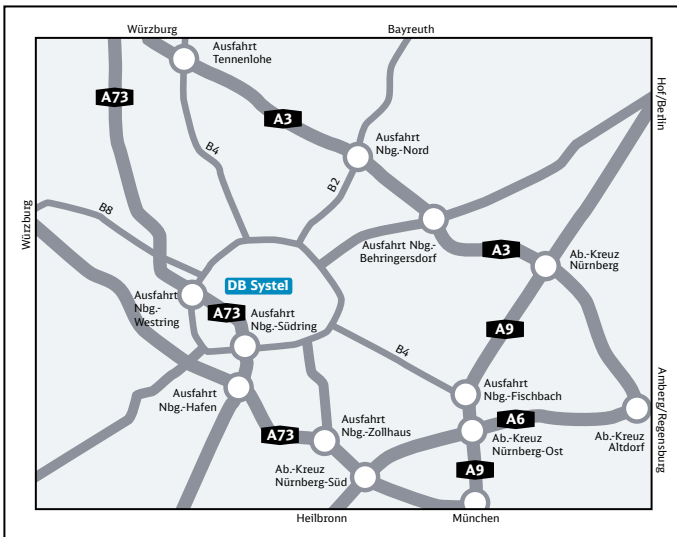 Würzburg
Bayreuth
Ausfahrt
Tennenlohe
Hof/Berlin
A73
A3
Ausfahrt
Nbg.-Nord
B4
B2
B8
Würzburg
Ausfahrt Nbg.-
Behringersdorf
A3
Ab.-Kreuz
Nürnberg
DB Systel
Ausfahrt
Nbg.-
Westring
A73
Ausfahrt
Nbg.-Südring
A9
B4
Ausfahrt
Nbg.-Hafen
Ausfahrt
Nbg.-Fischbach
Amberg/Regensburg
A6
A73
Ausfahrt
Nbg.-Zollhaus
Ab.-Kreuz
Nürnberg-Ost
Ab.-Kreuz
Altdorf
Ab.-Kreuz
Nürnberg-Süd
A9
Heilbronn
München